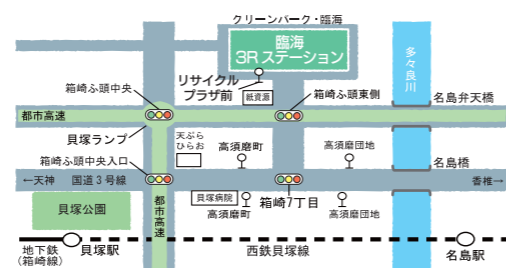 クリーンパーク・臨海
臨海
3Rステーション
リサイクル
プラザ前
紙資源
多々良川
箱崎ふ頭中央
箱崎ふ頭東側
名島弁天橋
都市高速
貝塚ランプ
天ぷら
ひらお
高須磨町
高須磨団地
箱崎ふ頭中央入口
名島橋
←天神 国道3号線
香椎→
貝塚病院
高須磨町
箱崎7丁目
高須磨団地
貝塚公園
都市高速
地下鉄
(箱崎線)
貝塚駅
西鉄貝塚線
名島駅